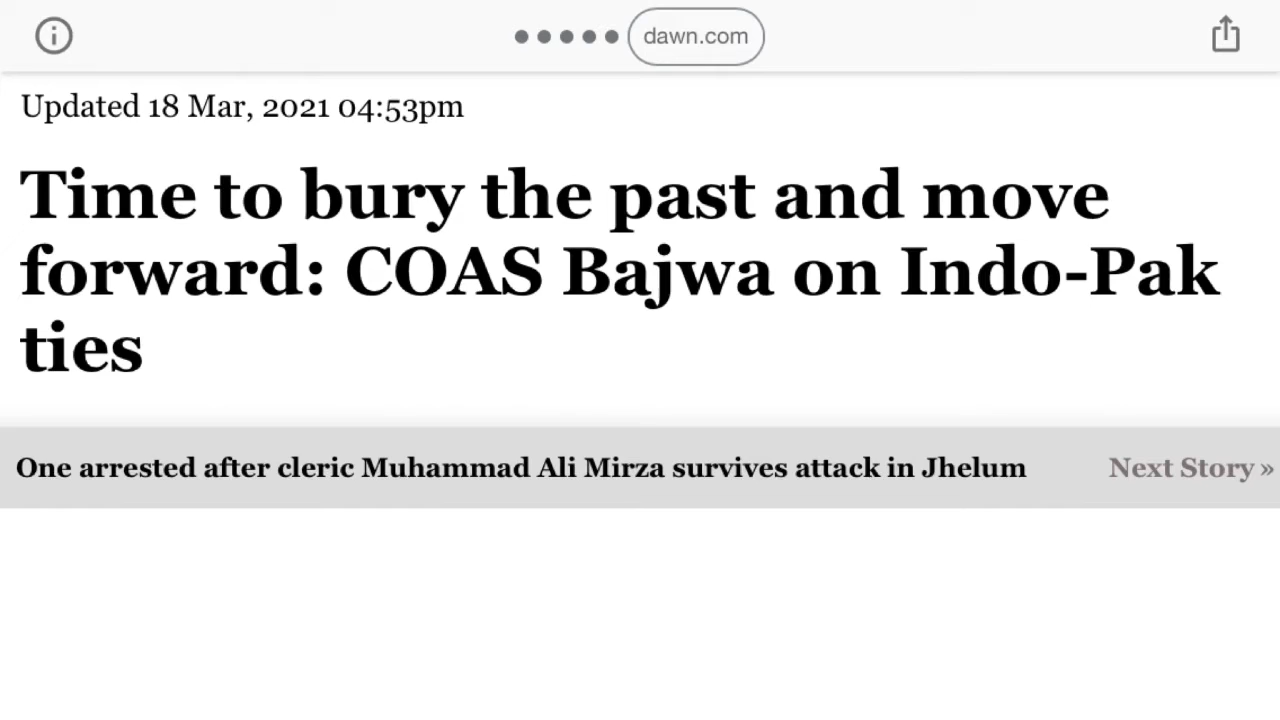 dawn.com
Updated 18 Mar, 2021 04:53pm
Time to bury the past and move
forward: COAS Bajwa on Indo-Pak
ties
One arrested after cleric Muhammad Ali Mirza survives attack in Jhelum Next Story »